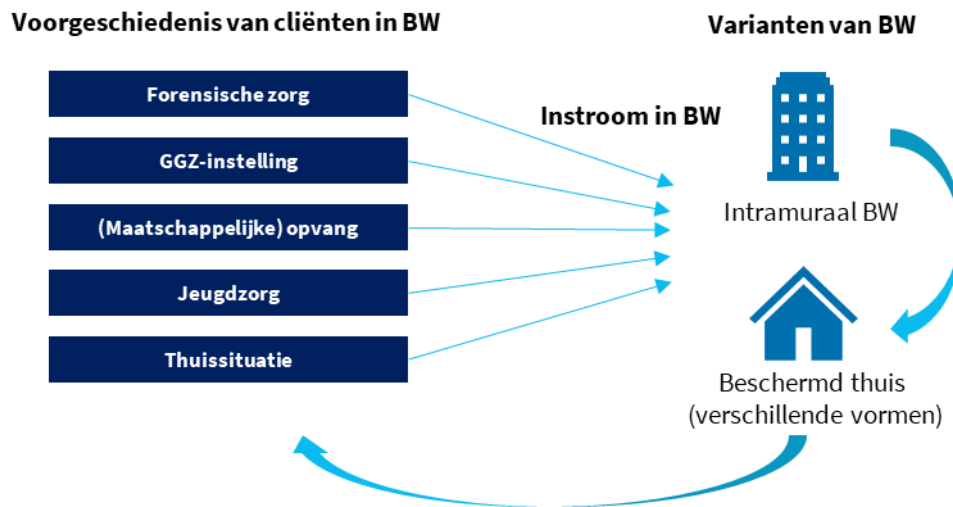 Voorgeschiedenis van cliënten in BW
Varianten van BW
Forensische zorg
GGZ-instelling
(Maatschappelijke) opvang
Jeugdzorg
Thuissituatie
Instroom in BW
Intramuraal BW
Beschermd thuis
(verschillende vormen)